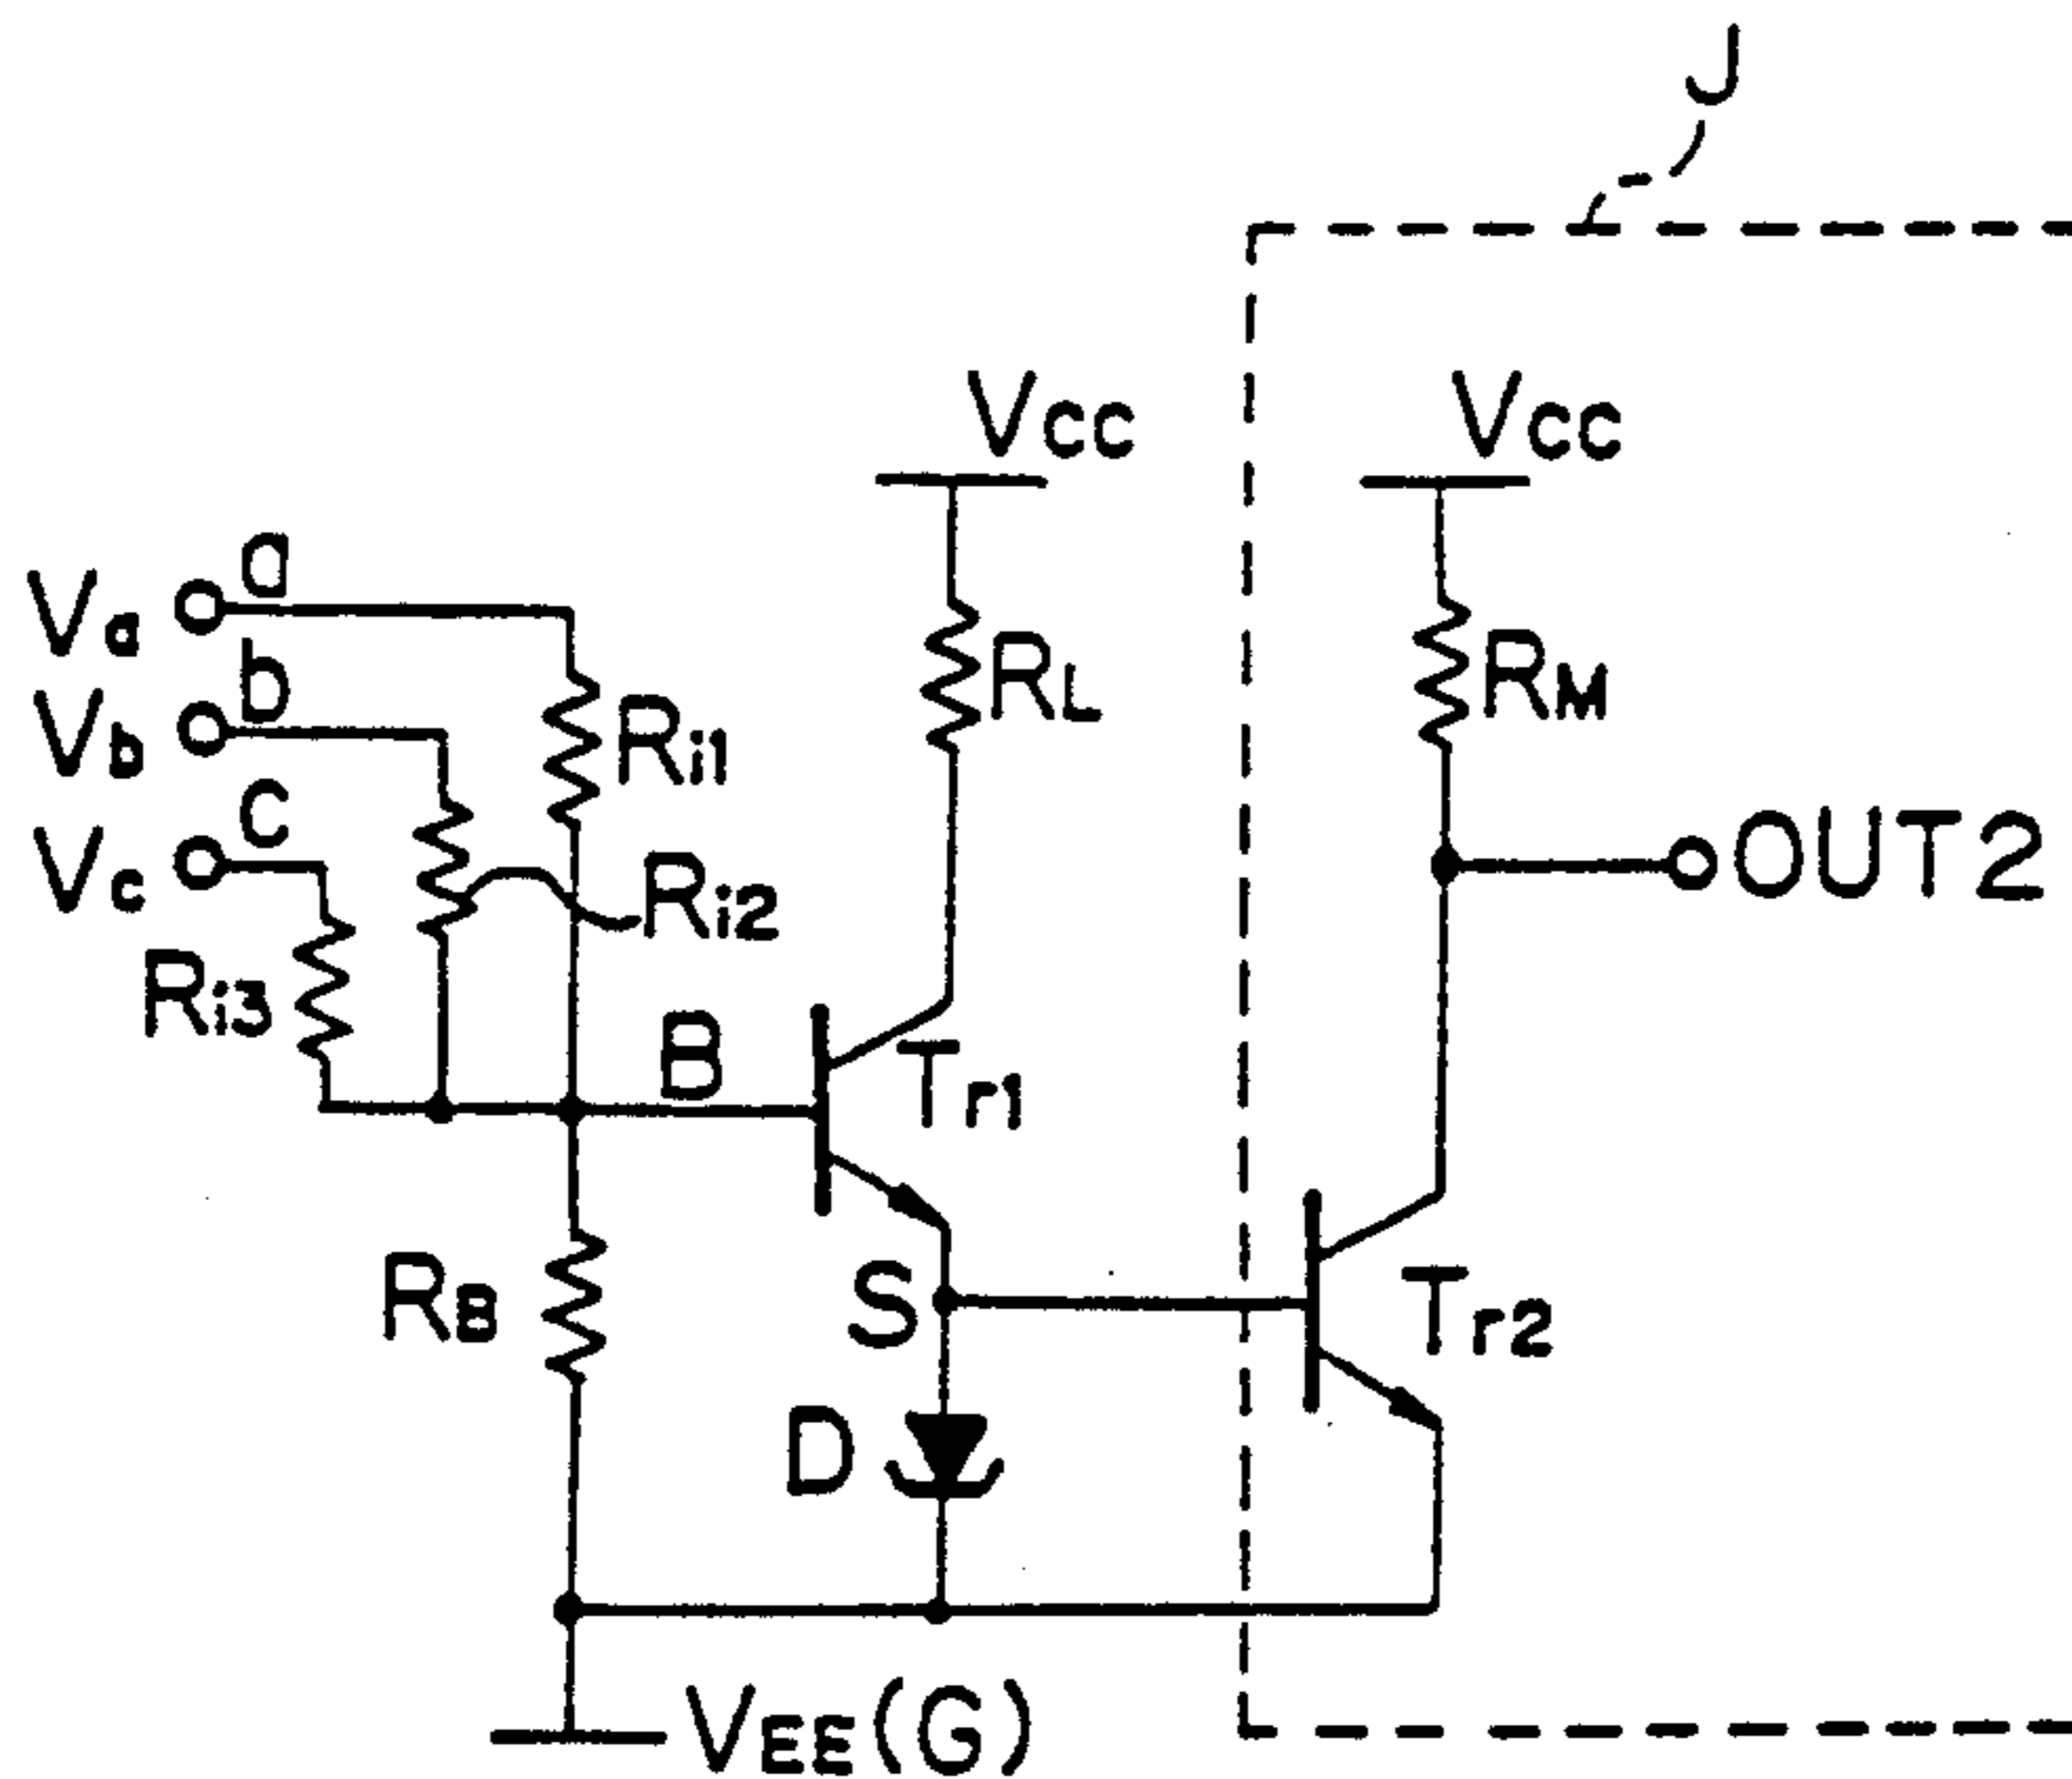 J
Vcc
Vcc
a
Va
b
Vb
c
Vc
RL
RM
Ri1
Ri2
OUT2
Ri3
B
Tr1
RB
S
Tr2
D
VEE(G)